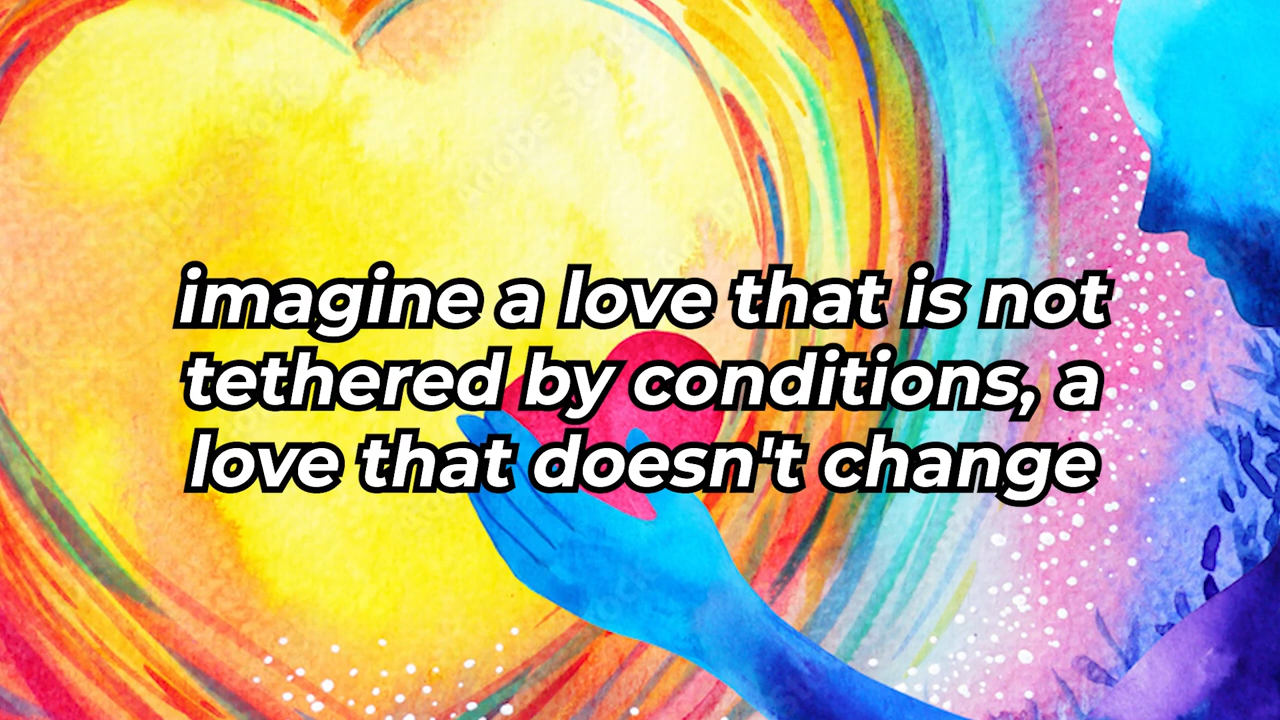 imagine a love that is not
tethered by conditions, a
love that doesn't change